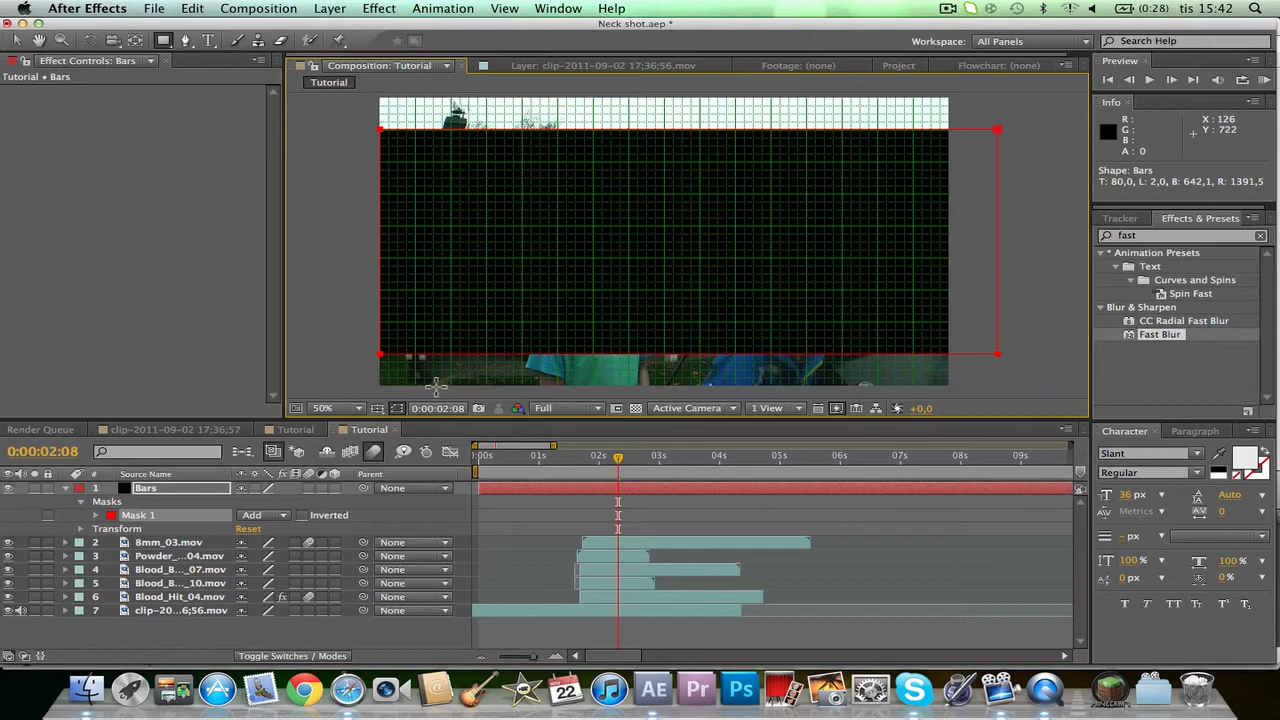 After Effects File Edit Composition Layer Effect Animation View Window Help (0:28) tis 15:42
Neck shot.aep *
Workspace: All Panels Search Help
Effect Controls: Bars Composition: Tutorial Layer: clip-2011-09-02 17;36;56.mov Footage: (none) Project Flowchart: (none) Preview
Tutorial • Bars
Tutorial
Info
R: G: B: A: 0
X: 126
Y: 722
Shape: Bars
T: 80,0, L: 2,0, B: 642,1, R: 1391,5
Tracker Effects & Presets
fast
* Animation Presets
Text
Curves and Spins
Spin Fast
Blur & Sharpen
CC Radial Fast Blur
Fast Blur
50% 0:00:02:08 Full Active Camera 1 View +0,0
Render Queue clip-2011-09-02 17;36;57 Tutorial Tutorial
Character Paragraph
0:00:02:08
:00s 01s 02s 03s 04s 05s 06s 07s 08s 09s
# Source Name Parent
1 Bars None
Masks
Mask 1 Add Inverted
Transform Reset
2 8mm_03.mov None
3 Powder_...04.mov None
4 Blood_B..._07.mov None
5 Blood_B..._10.mov None
6 Blood_Hit_04.mov None
7 clip-20...6;56.mov None
Toggle Switches / Modes
Slant
Regular
36 px Auto
Metrics 0
- px
100% 100%
0 px 0 %
T T TT Tt T¹ T₁
NOV
22
AE Pr Ps
MINECRAFT